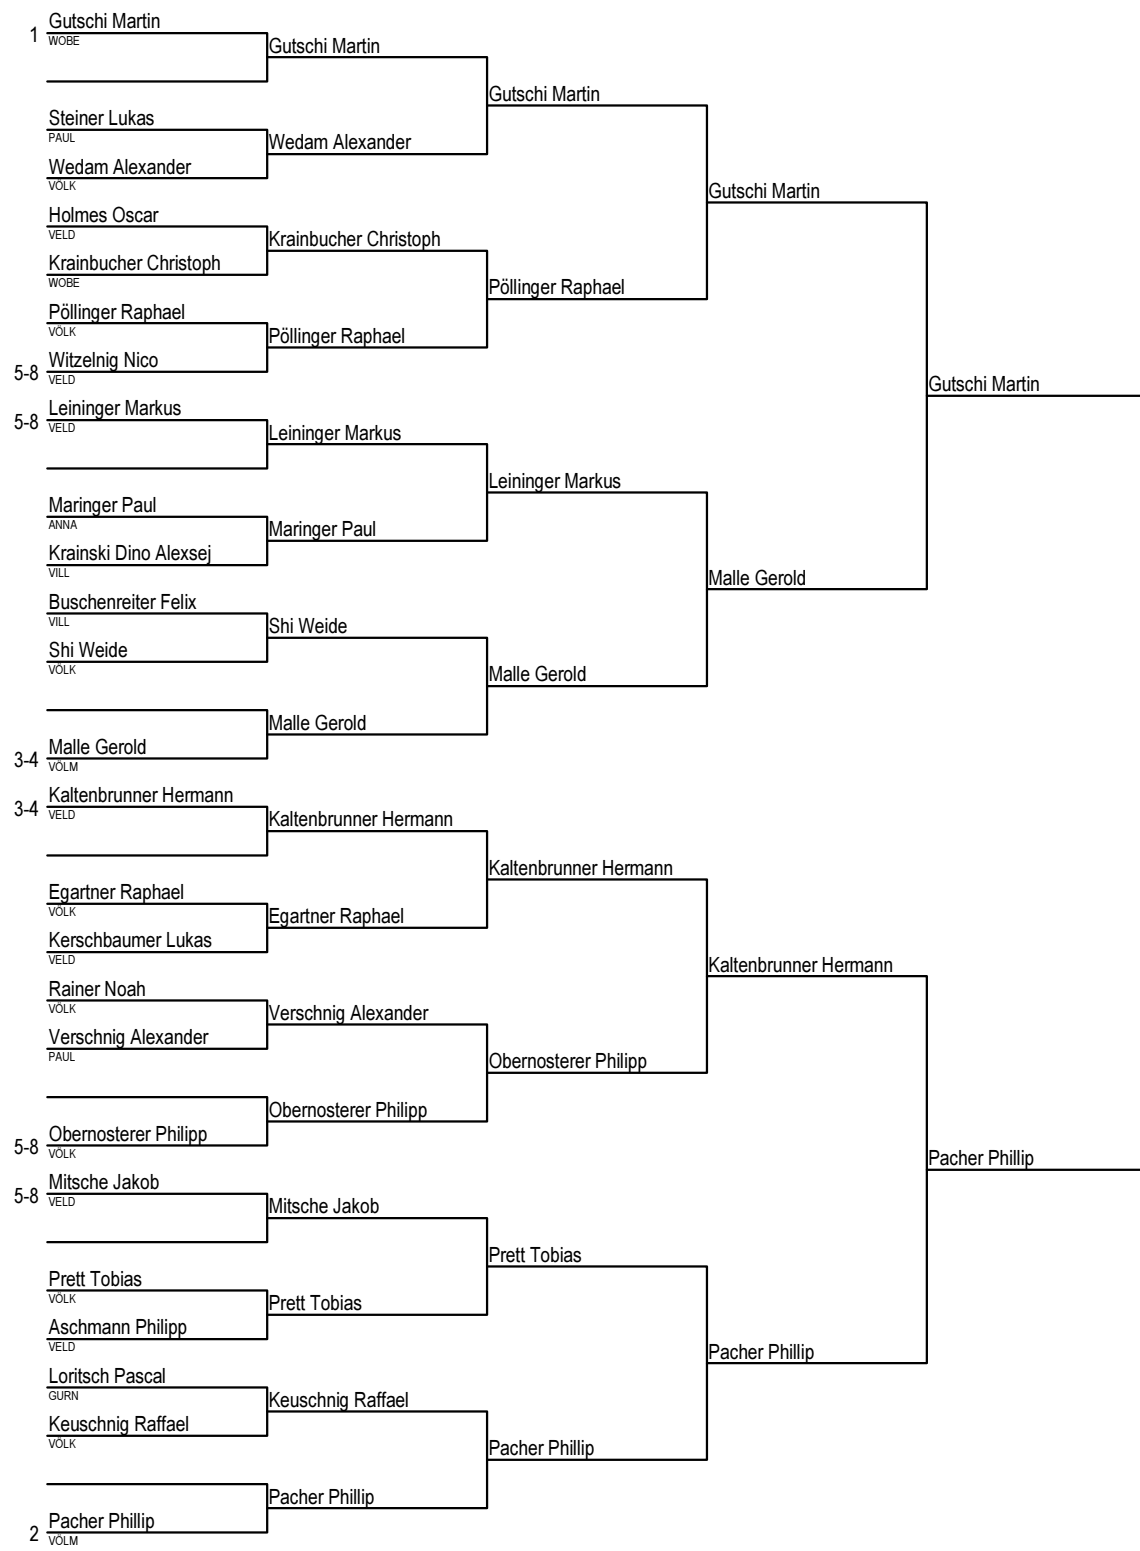 Gutschi Martin
1
WOBE
Gutschi Martin
Gutschi Martin
Steiner Lukas
PAUL
Wedam Alexander
Wedam Alexander
VÖLK
Gutschi Martin
Holmes Oscar
VELD
Krainbucher Christoph
Krainbucher Christoph
WOBE
Pöllinger Raphael
Pöllinger Raphael
VÖLK
Pöllinger Raphael
Witzelnig Nico
5-8
VELD
Gutschi Martin
Leininger Markus
5-8
VELD
Leininger Markus
Leininger Markus
Maringer Paul
ANNA
Maringer Paul
Krainski Dino Alexsej
VILL
Malle Gerold
Buschenreiter Felix
VILL
Shi Weide
Shi Weide
VÖLK
Malle Gerold
Malle Gerold
Malle Gerold
3-4
VÖLM
Kaltenbrunner Hermann
3-4
VELD
Kaltenbrunner Hermann
Kaltenbrunner Hermann
Egartner Raphael
VÖLK
Egartner Raphael
Kerschbaumer Lukas
VELD
Kaltenbrunner Hermann
Rainer Noah
VÖLK
Verschnig Alexander
Verschnig Alexander
PAUL
Obernosterer Philipp
Obernosterer Philipp
Obernosterer Philipp
5-8
VÖLK
Pacher Phillip
Mitsche Jakob
5-8
VELD
Mitsche Jakob
Prett Tobias
Prett Tobias
VÖLK
Prett Tobias
Aschmann Philipp
VELD
Pacher Phillip
Loritsch Pascal
GURN
Keuschnig Raffael
Keuschnig Raffael
VÖLK
Pacher Phillip
Pacher Phillip
Pacher Phillip
2
VÖLM